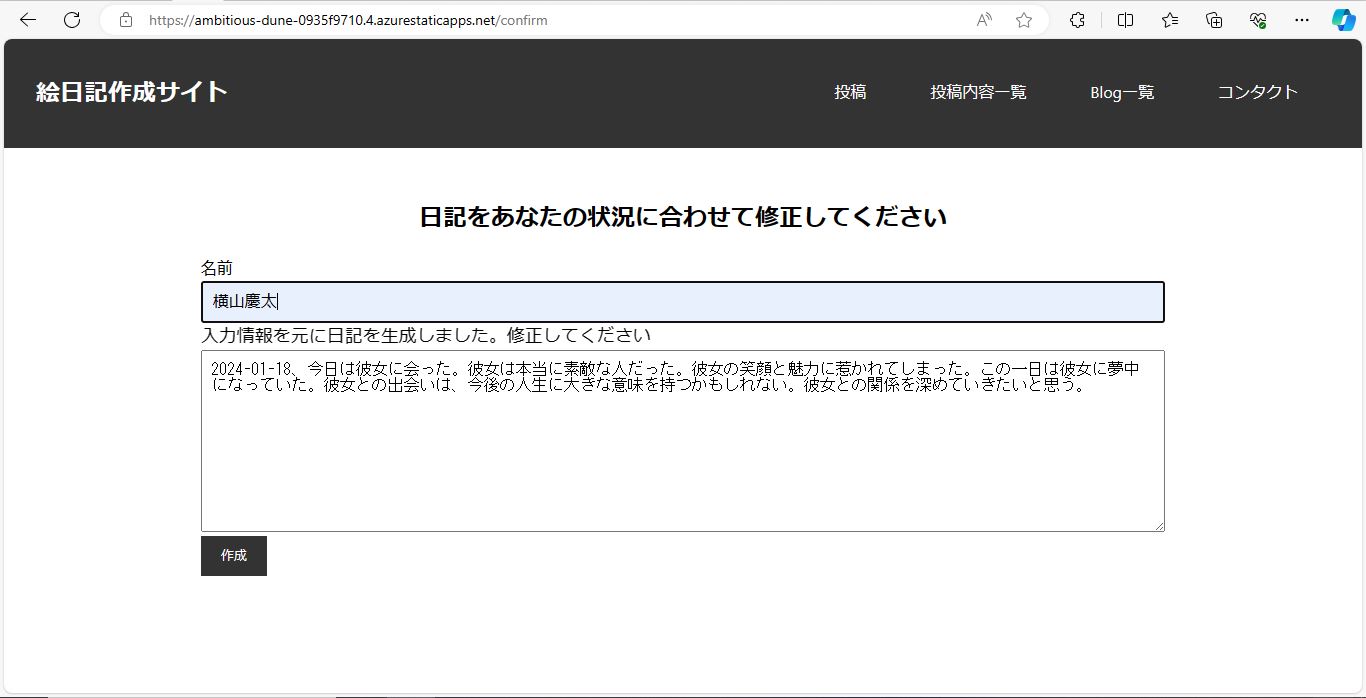 https://ambitious-dune-0935f9710.4.azurestaticapps.net/confirm
絵日記作成サイト
投稿
投稿内容一覧
Blog一覧
コンタクト
日記をあなたの状況に合わせて修正してください
名前
横山慶太
入力情報を元に日記を生成しました。修正してください
2024-01-18、今日は彼女に会った。彼女は本当に素敵な人だった。彼女の笑顔と魅力に惹かれてしまった。この一日は彼女に夢中
になっていた。彼女との出会いは、今後の人生に大きな意味を持つかもしれない。彼女との関係を深めていきたいと思う。
作成